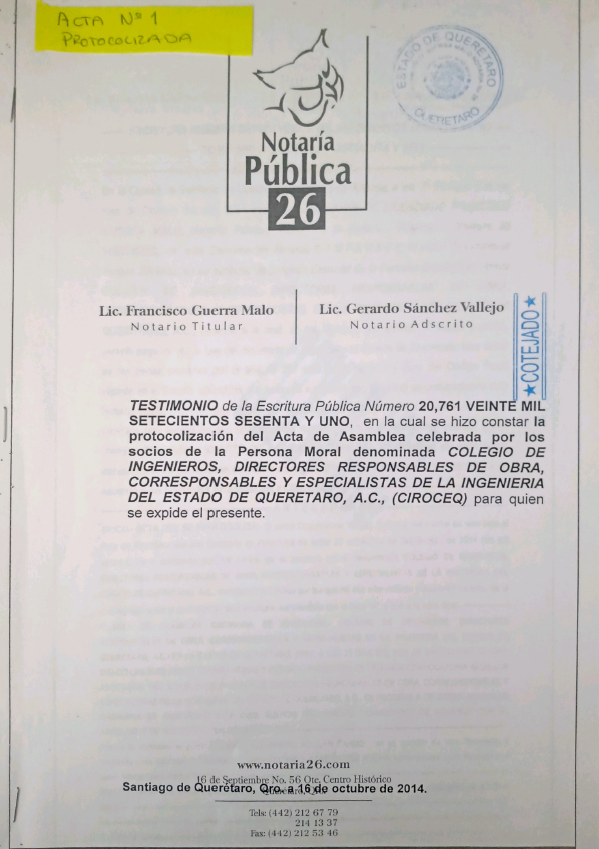 ACTA Nº 1
PROTOCOLIZADA
ESTADO DE QUERETARO
QUERETARO
Notaría
Pública
26
Lic. Francisco Guerra Malo
Notario Titular
Lic. Gerardo Sánchez Vallejo
Notario Adscrito
★COTEJADO★
TESTIMONIO de la Escritura Pública Número 20,761 VEINTE MIL
SETECIENTOS SESENTA Y UNO, en la cual se hizo constar la
protocolización del Acta de Asamblea celebrada por los
socios de la Persona Moral denominada COLEGIO DE
INGENIEROS, DIRECTORES RESPONSABLES DE OBRA,
CORRESPONSABLES Y ESPECIALISTAS DE LA INGENIERIA
DEL ESTADO DE QUERETARO, A.C., (CIROCEQ) para quien
se expide el presente.
www.notaria26.com
16 de Septiembre No. 56 Ote. Centro Histórico
Santiago de Querétaro, Qro. a 16 de octubre de 2014.
Tels: (442) 212 67 79
214 13 37
Fax: (442) 212 53 46